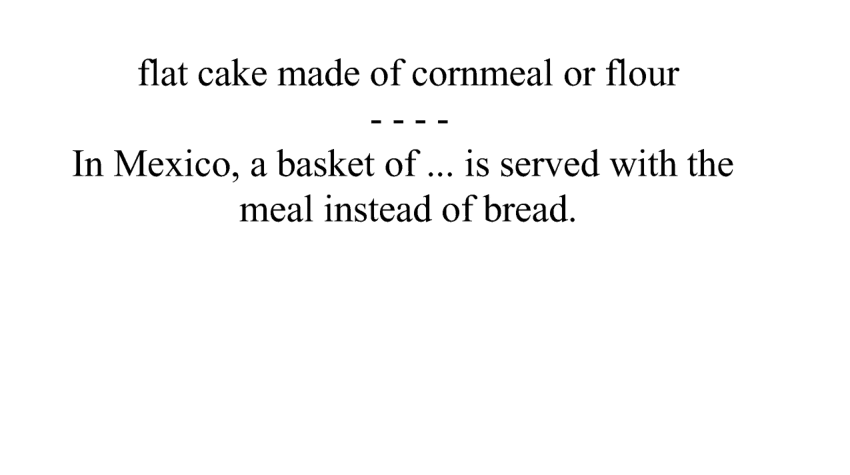 flat cake made of cornmeal or flour
- - - -
In Mexico, a basket of ... is served with the
meal instead of bread.